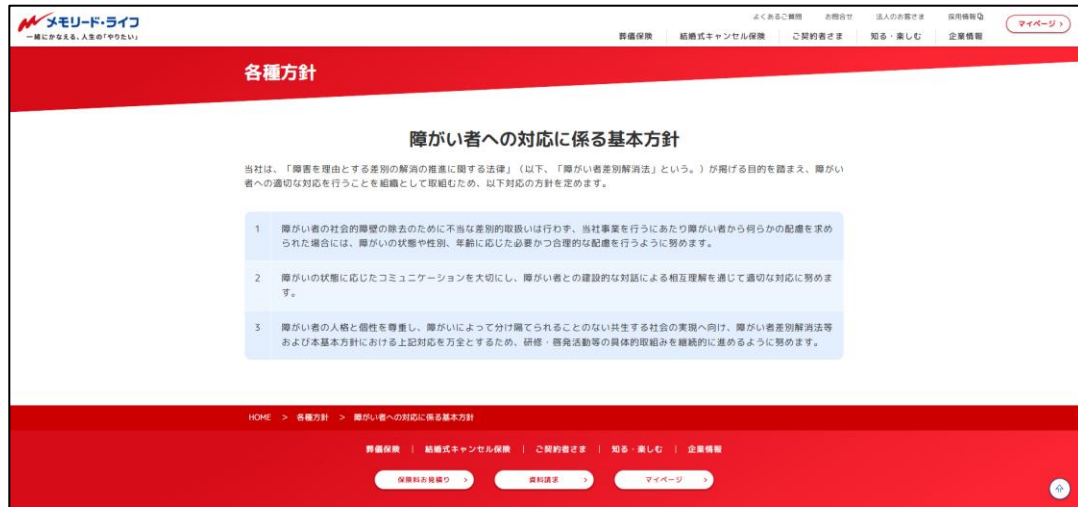 メモリード・ライフ
一緒にかなえる、人生の「やりたい」
よくあるご質問 お問合せ 法人のお客さま 採用情報
マイページ >
葬儀保険 結婚式キャンセル保険 ご契約者さま 知る・楽しむ 企業情報
各種方針
障がい者への対応に係る基本方針
当社は、「障害を理由とする差別の解消の推進に関する法律」(以下、「障がい者差別解消法」という。)が掲げる目的を踏まえ、障がい
者への適切な対応を行うことを組織として取組むため、以下対応の方針を定めます。
1 障がい者の社会的障壁の除去のために不当な差別的取扱いは行わず、当社事業を行うにあたり障がい者から何らかの配慮を求め
られた場合には、障がいの状態や性別、年齢に応じた必要かつ合理的な配慮を行うように努めます。
2 障がいの状態に応じたコミュニケーションを大切にし、障がい者との建設的な対話による相互理解を通じて適切な対応に努めま
す。
3 障がい者の人格と個性を尊重し、障がいによって分け隔てられることのない共生する社会の実現へ向け、障がい者差別解消法等
および本基本方針における上記対応を万全とするため、研修・啓発活動等の具体的取組みを継続的に進めるように努めます。
HOME > 各種方針 > 障がい者への対応に係る基本方針
葬儀保険 | 結婚式キャンセル保険 | ご契約者さま | 知る・楽しむ | 企業情報
保険料お見積り > 資料請求 > マイページ >